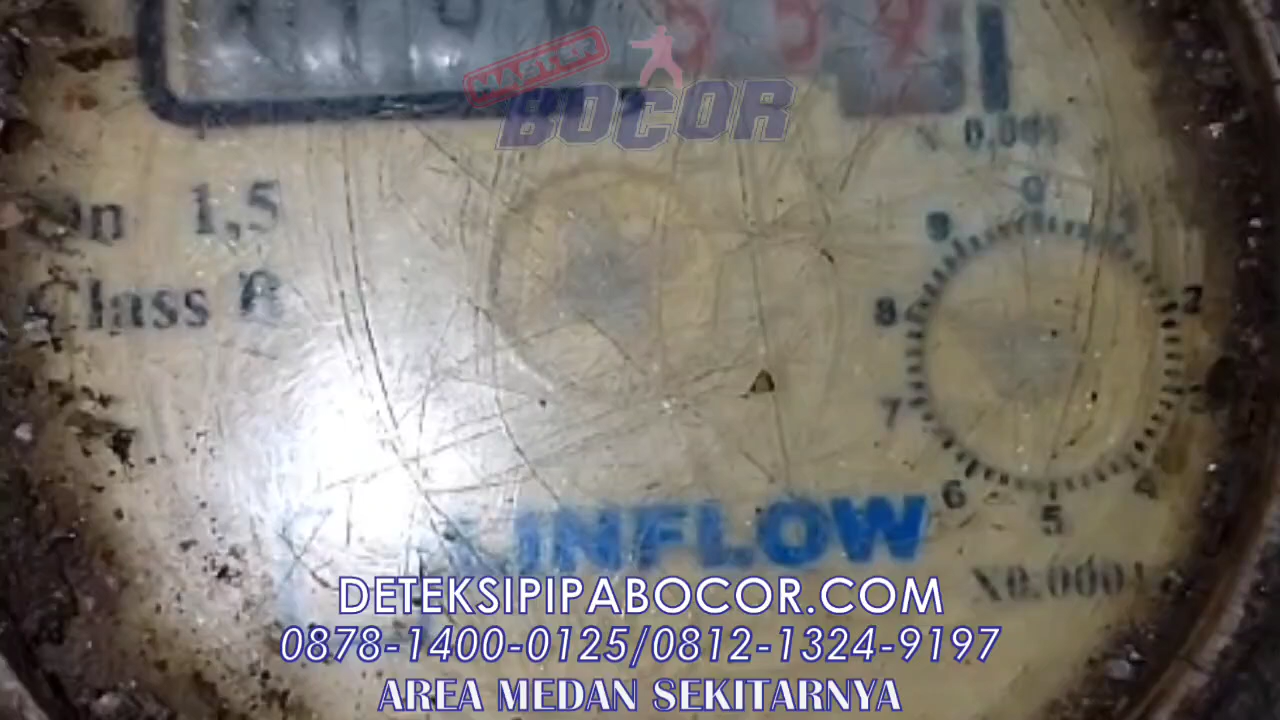 MASTER
BOCOR
X 0,001
Qn 1,5
Class B
0
1
2
4
5
6
7
8
9
INFLOW
X0.0001
DETEKSIPIPABOCOR.COM
0878-1400-0125/0812-1324-9197
AREA MEDAN SEKITARNYA